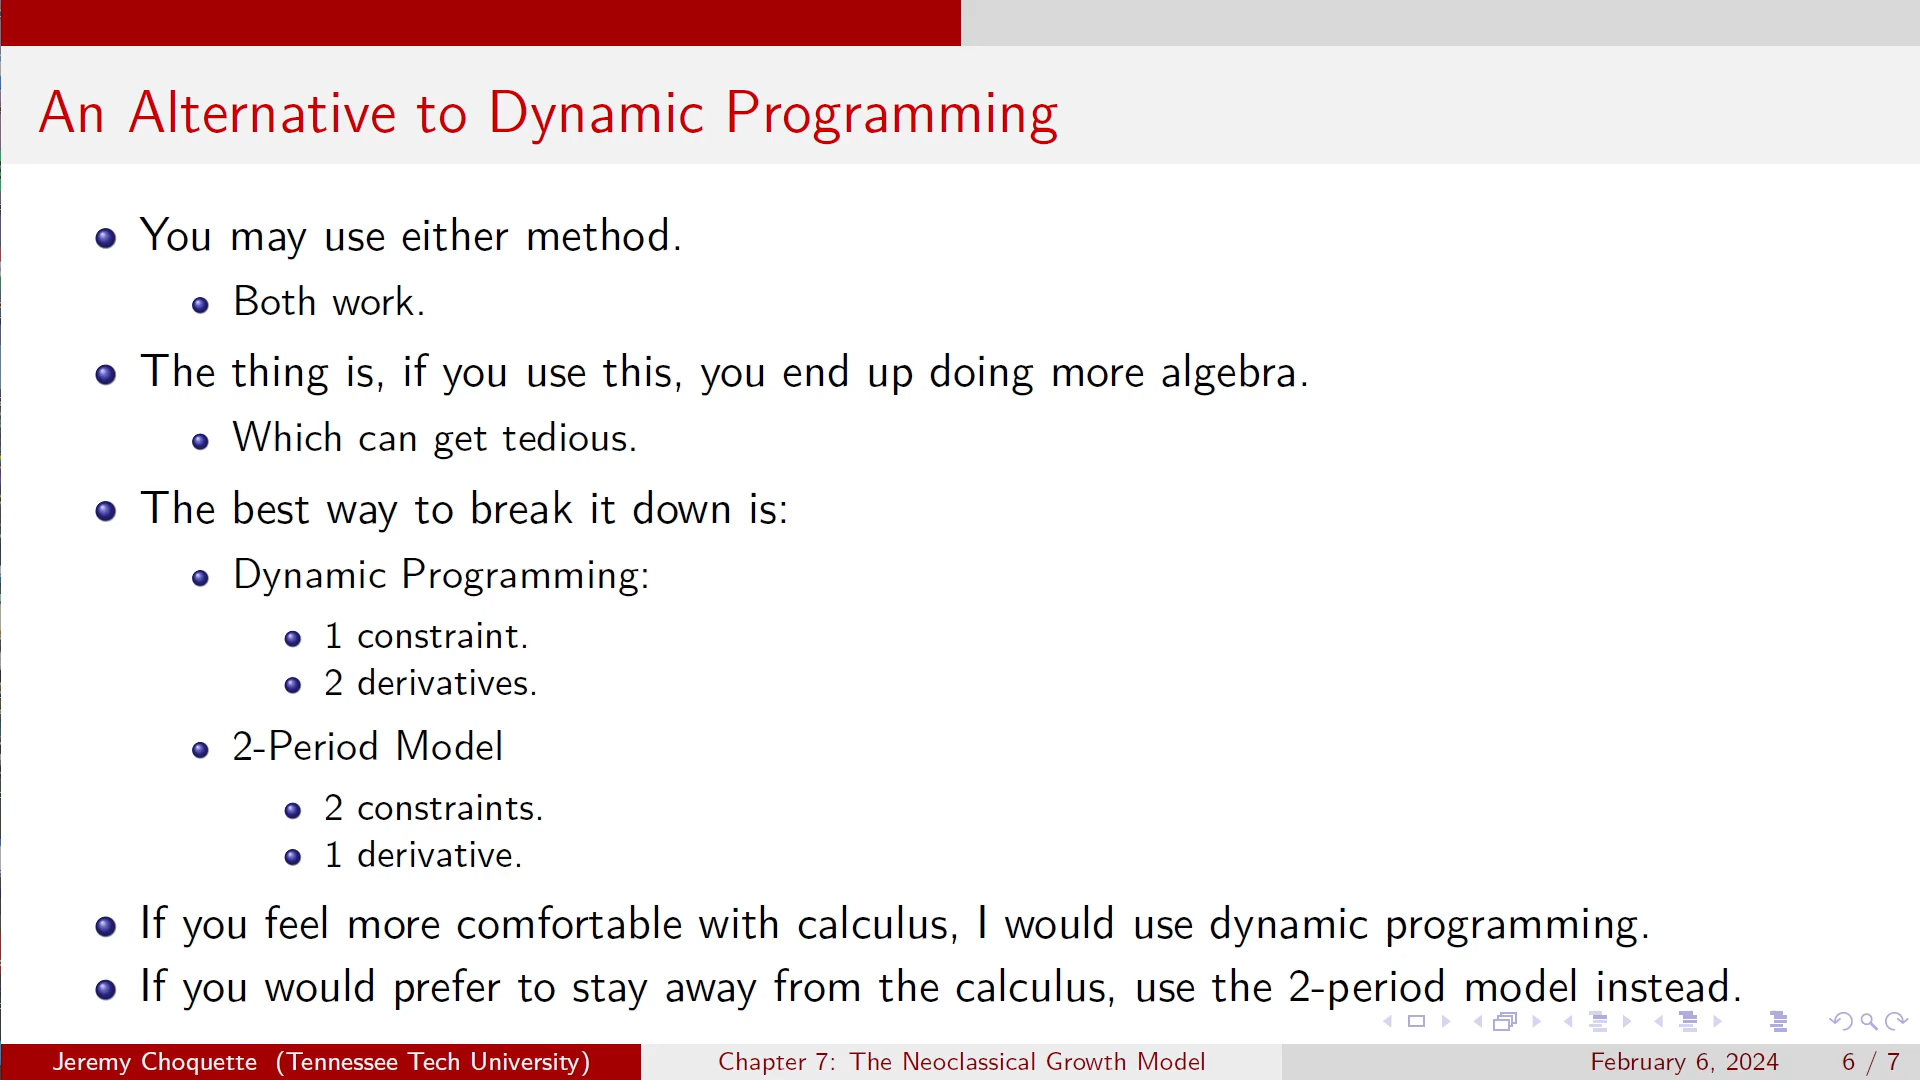 An Alternative to Dynamic Programming
You may use either method.
Both work.
The thing is, if you use this, you end up doing more algebra.
Which can get tedious.
The best way to break it down is:
Dynamic Programming:
1 constraint.
2 derivatives.
2-Period Model
2 constraints.
1 derivative.
If you feel more comfortable with calculus, I would use dynamic programming.
If you would prefer to stay away from the calculus, use the 2-period model instead.
Jeremy Choquette (Tennessee Tech University)
Chapter 7: The Neoclassical Growth Model
February 6, 2024
6 / 7